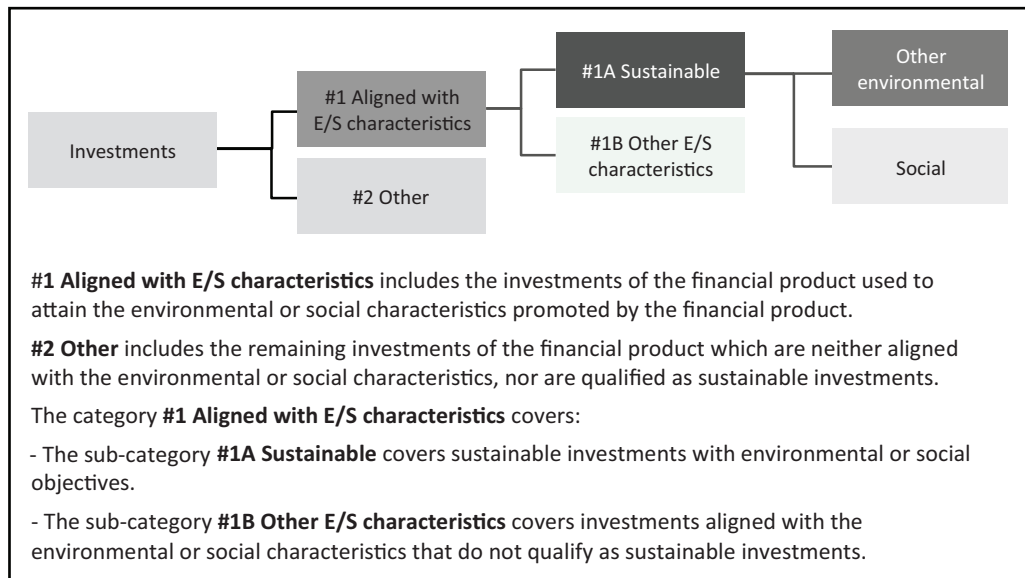 Investments
#1 Aligned with
E/S characteristics
#2 Other
#1A Sustainable
#1B Other E/S
characteristics
Other
environmental
Social
#1 Aligned with E/S characteristics includes the investments of the financial product used to
attain the environmental or social characteristics promoted by the financial product.
#2 Other includes the remaining investments of the financial product which are neither aligned
with the environmental or social characteristics, nor are qualified as sustainable investments.
The category #1 Aligned with E/S characteristics covers:
- The sub-category #1A Sustainable covers sustainable investments with environmental or social
objectives.
- The sub-category #1B Other E/S characteristics covers investments aligned with the
environmental or social characteristics that do not qualify as sustainable investments.